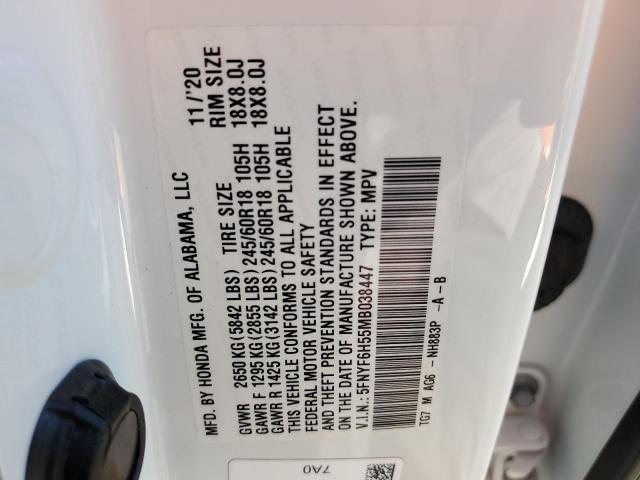 MFD. BY HONDA MFG. OF ALABAMA, LLC 11/'20
TIRE SIZE RIM SIZE
GVWR 2650 KG (5842 LBS)
GAWR F 1295 KG (2855 LBS) 245/60R18 105H 18X8.0J
GAWR R 1425 KG (3142 LBS) 245/60R18 105H 18X8.0J
THIS VEHICLE CONFORMS TO ALL APPLICABLE
FEDERAL MOTOR VEHICLE SAFETY
AND THEFT PREVENTION STANDARDS IN EFFECT
ON THE DATE OF MANUFACTURE SHOWN ABOVE.
V.I.N.: 5FNYF6H55MB038447 TYPE: MPV
TG7 M AG6 - NH883P -A-B
7A0